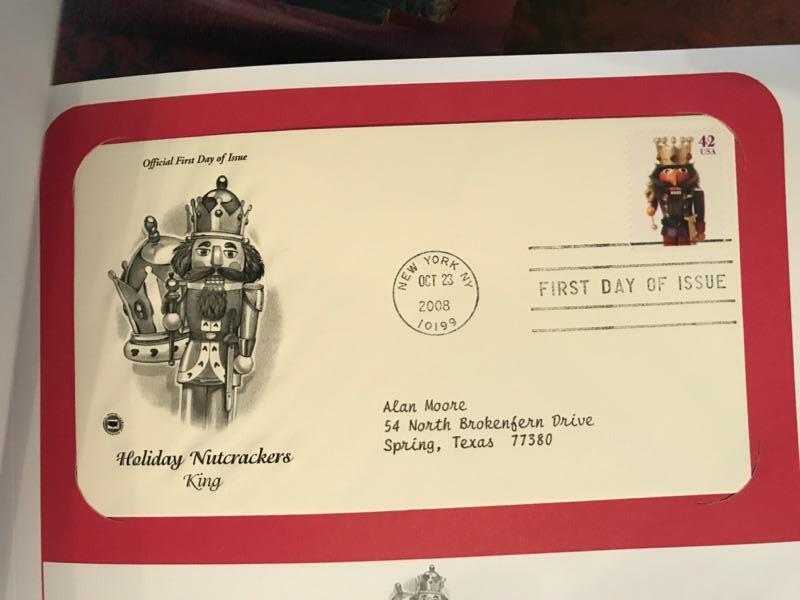 Official First Day of Issue
42
USA
NEW YORK NY
OCT 23
2008
10199
FIRST DAY OF ISSUE
Alan Moore
54 North Brokenfern Drive
Spring, Texas 77380
Holiday Nutcrackers
King